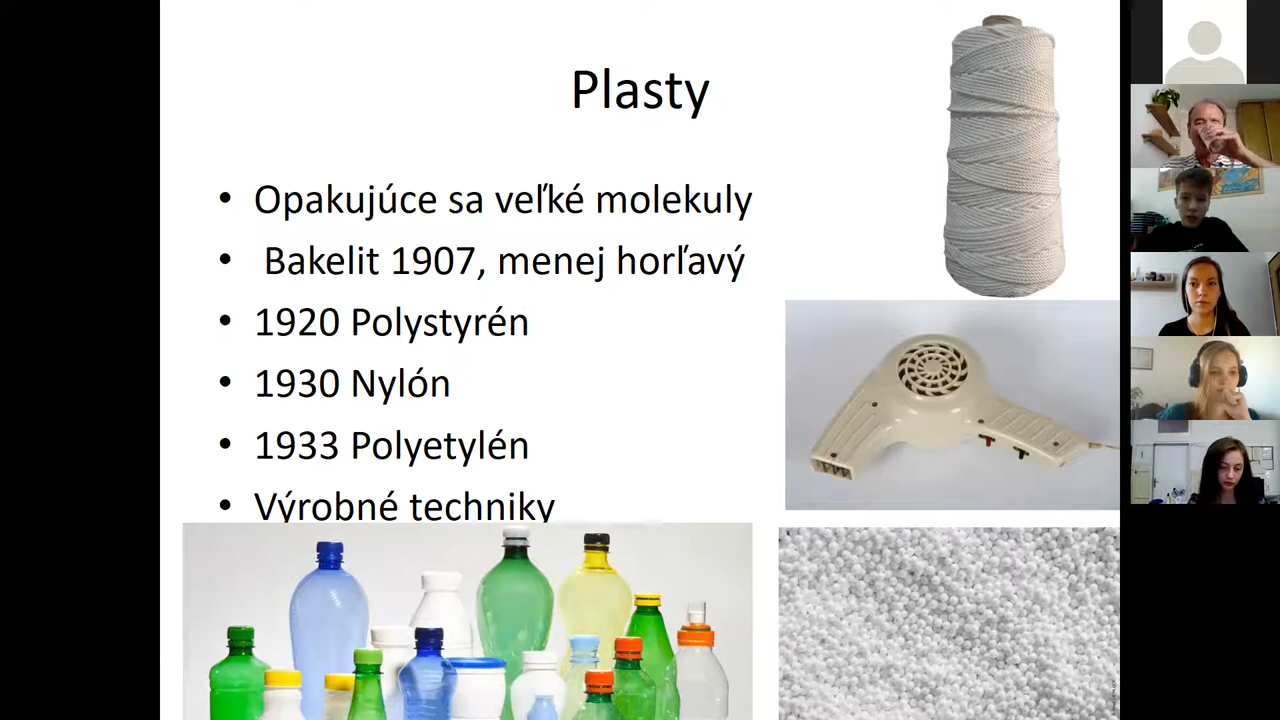 Plasty
• Opakujúce sa veľké molekuly
• Bakelit 1907, menej horľavý
• 1920 Polystyrén
• 1930 Nylón
• 1933 Polyetylén
• Výrobné techniky